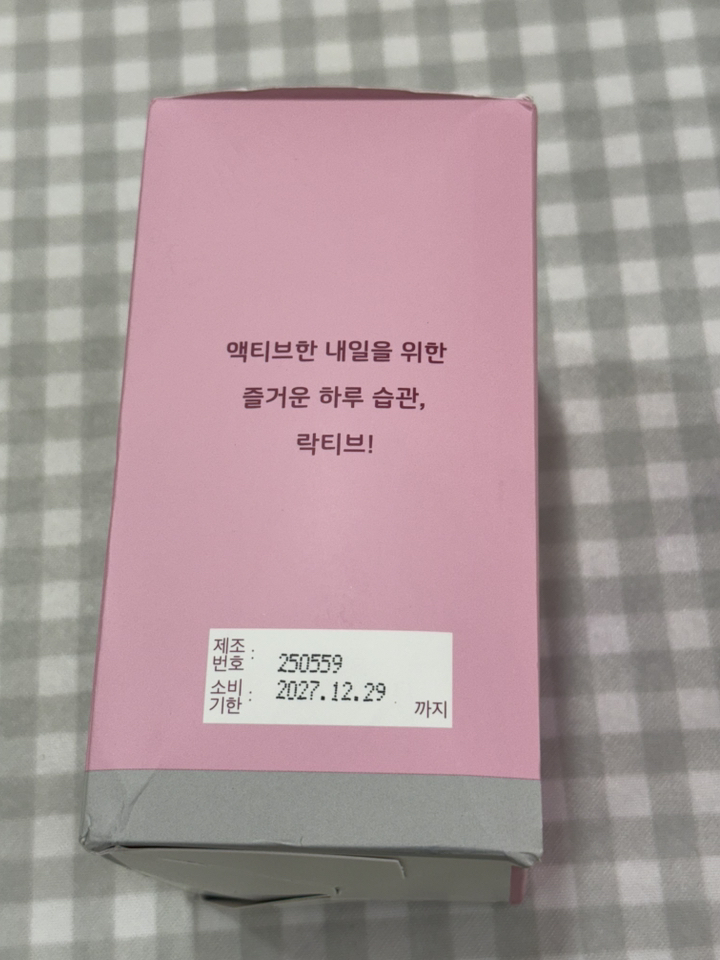 액티브한 내일을 위한
즐거운 하루 습관,
락티브!
제조번호 : 250559
소비기한 : 2027.12.29 까지